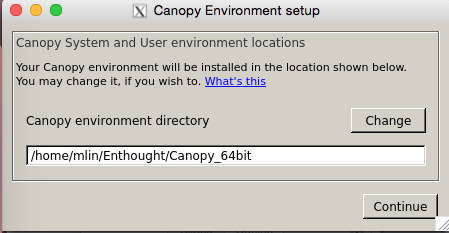 Canopy Environment setup
Canopy System and User environment locations
Your Canopy environment will be installed in the location shown below.
You may change it, if you wish to. What's this
Canopy environment directory
Change
/home/mlin/Enthought/Canopy_64bit
Continue